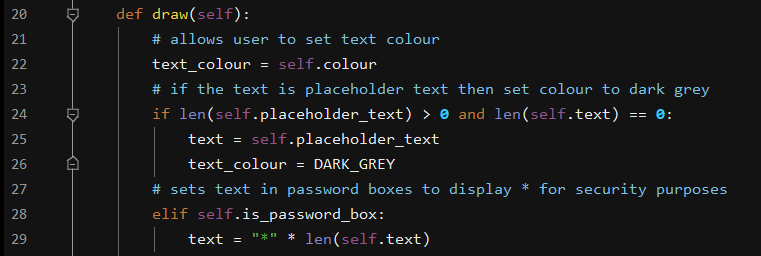 20 def draw(self):
21 # allows user to set text colour
22 text_colour = self.colour
23 # if the text is placeholder text then set colour to dark grey
24 if len(self.placeholder_text) > 0 and len(self.text) == 0:
25 text = self.placeholder_text
26 text_colour = DARK_GREY
27 # sets text in password boxes to display * for security purposes
28 elif self.is_password_box:
29 text = "*" * len(self.text)